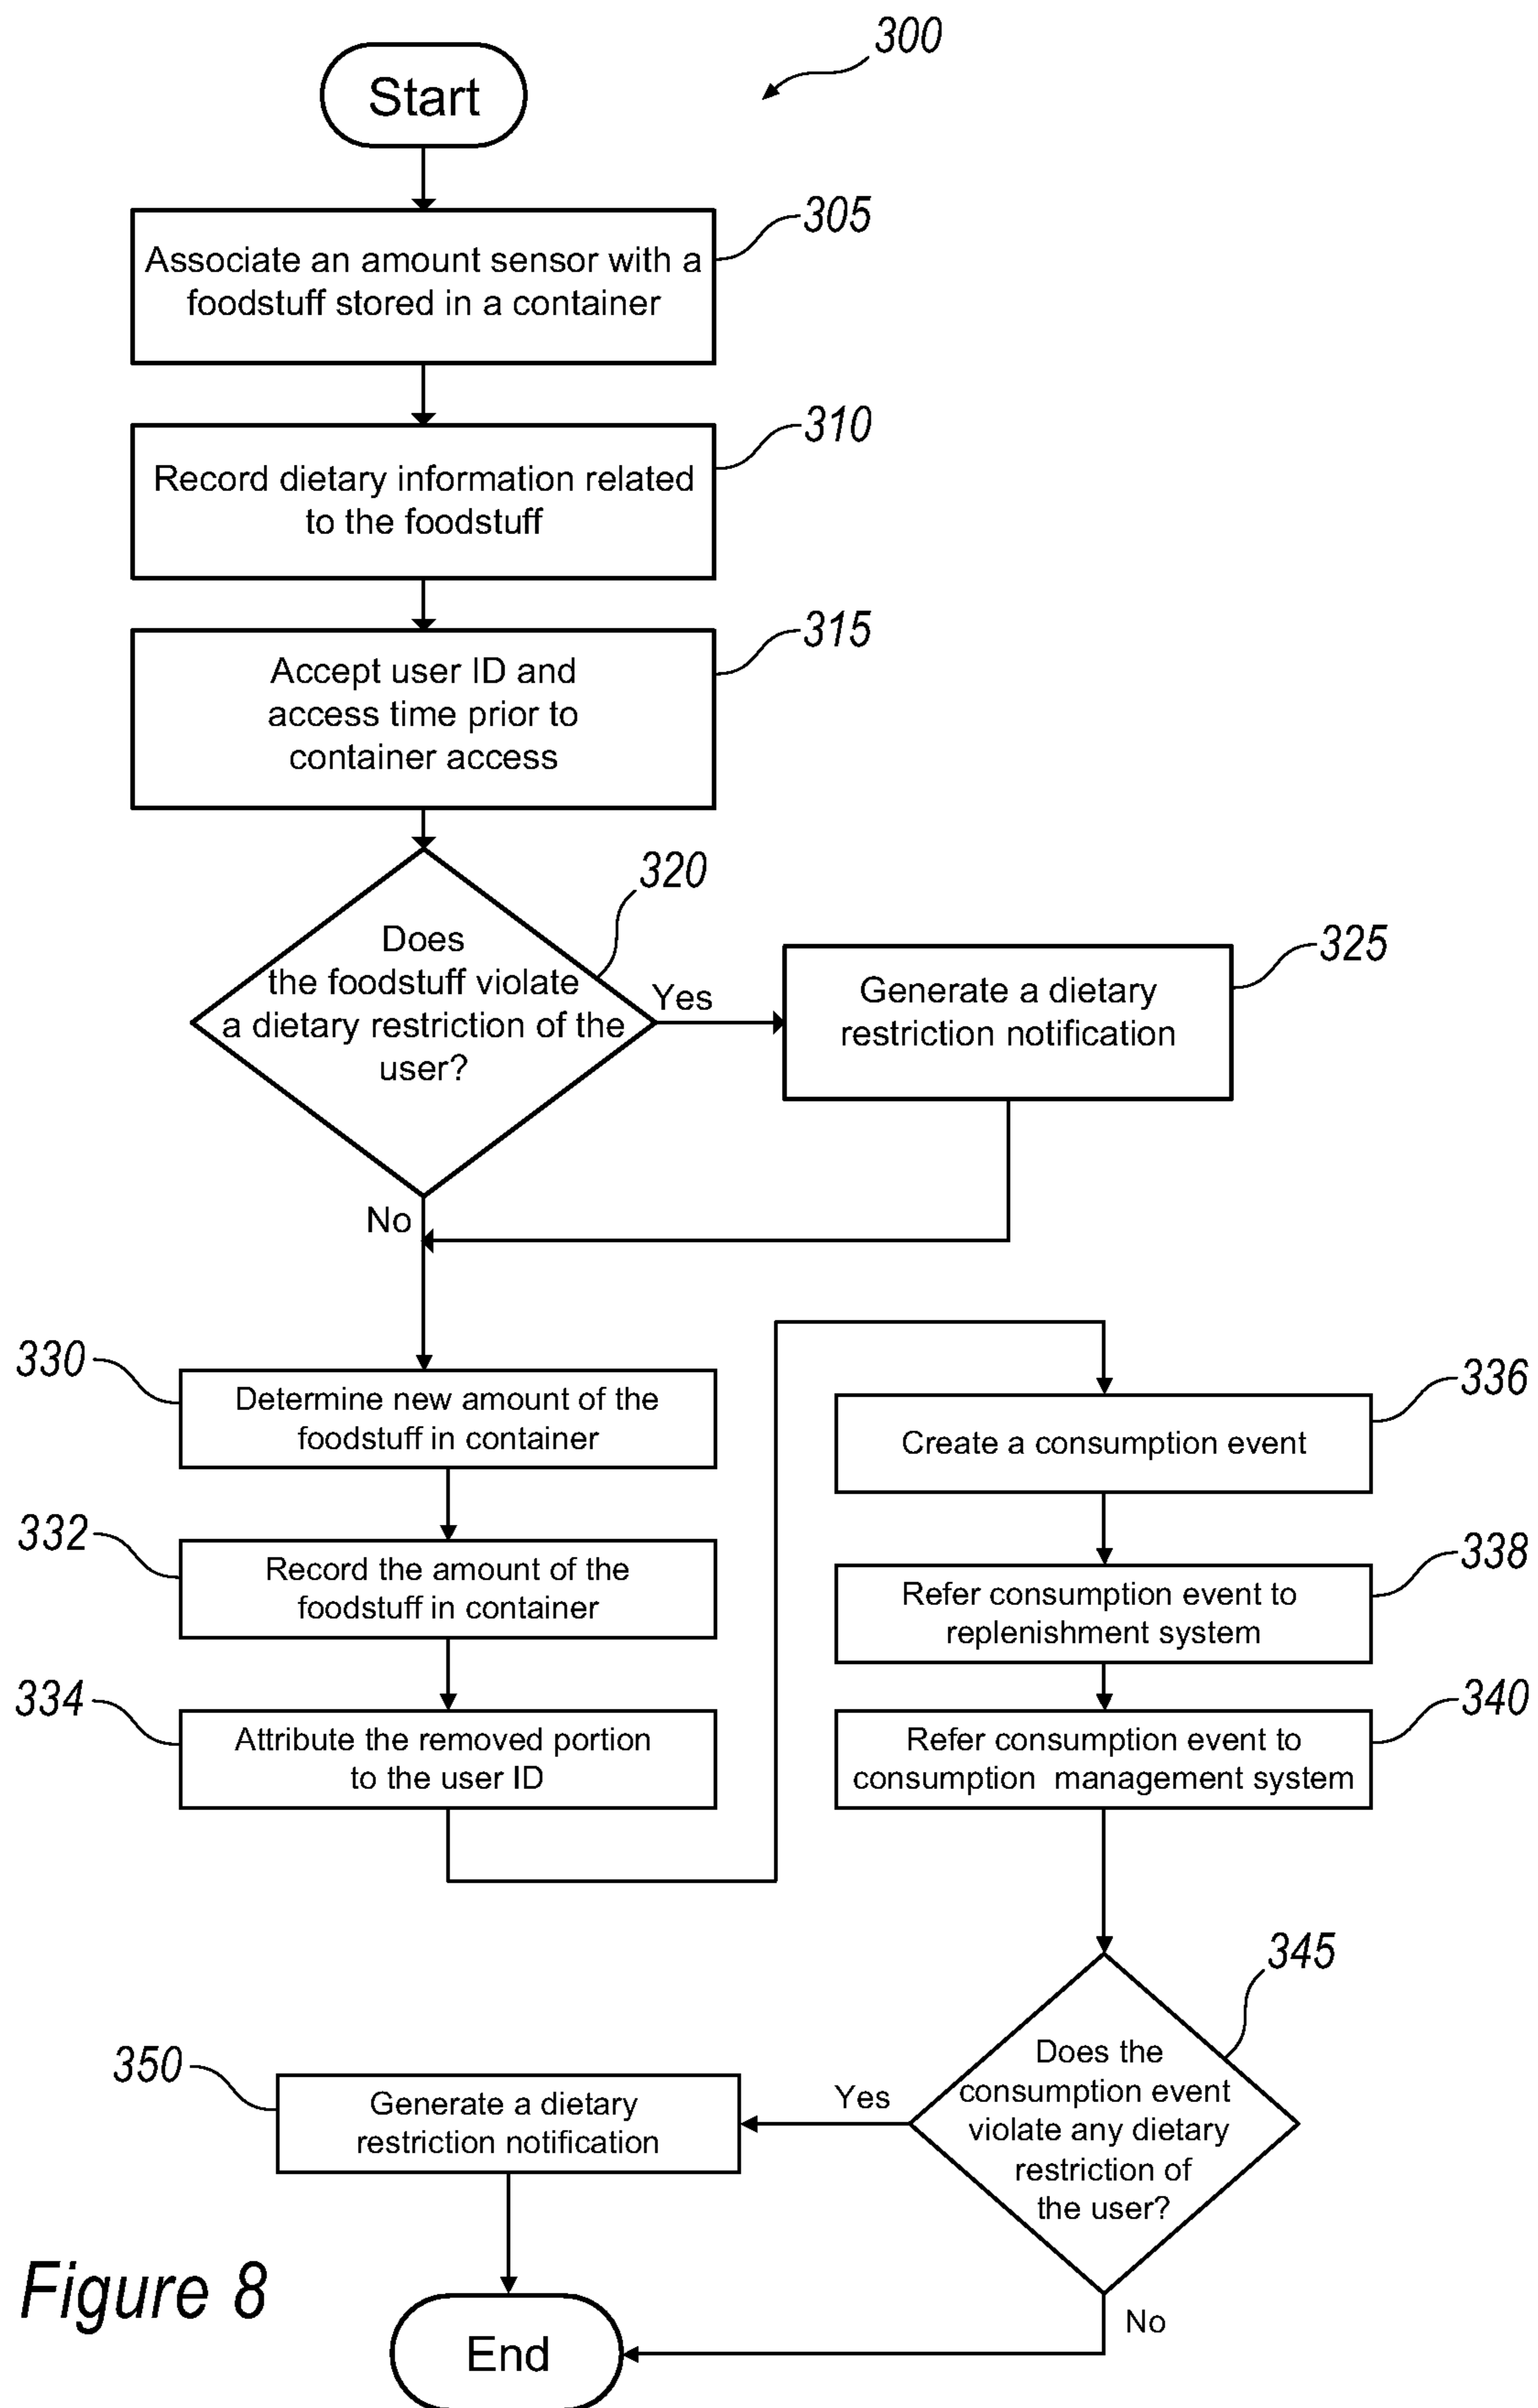 300
Start
305
Associate an amount sensor with a
foodstuff stored in a container
310
Record dietary information related
to the foodstuff
315
Accept user ID and
access time prior to
container access
320
Does
the foodstuff violate
a dietary restriction of the
user?
Yes
325
Generate a dietary
restriction notification
No
330
Determine new amount of the
foodstuff in container
332
Record the amount of the
foodstuff in container
334
Attribute the removed portion
to the user ID
336
Create a consumption event
338
Refer consumption event to
replenishment system
340
Refer consumption event to
consumption management system
345
Does the
consumption event
violate any dietary
restriction of
the user?
Yes
350
Generate a dietary
restriction notification
No
End
Figure 8